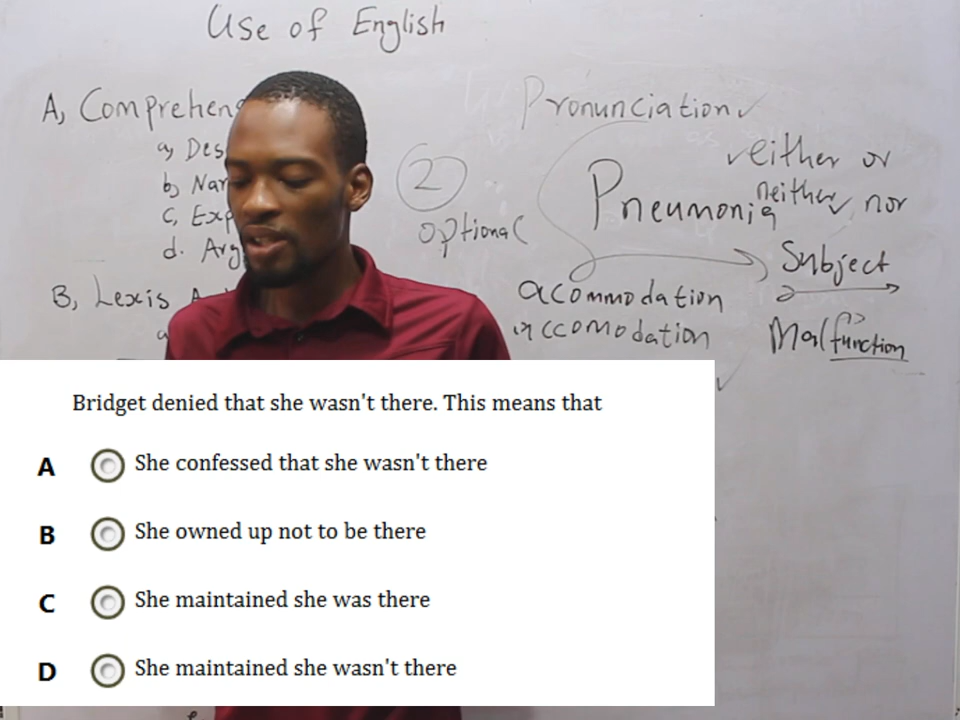 Use of English
A, Comprehen
a, Des
b, Nar
c, Exp
d. Arg
B, Lexis
a
2
optional
Pronunciation
Pneumonia
either or
neither nor
Subject
acommodation
accomodation
Malfunction
Bridget denied that she wasn't there. This means that
A She confessed that she wasn't there
B She owned up not to be there
C She maintained she was there
D She maintained she wasn't there